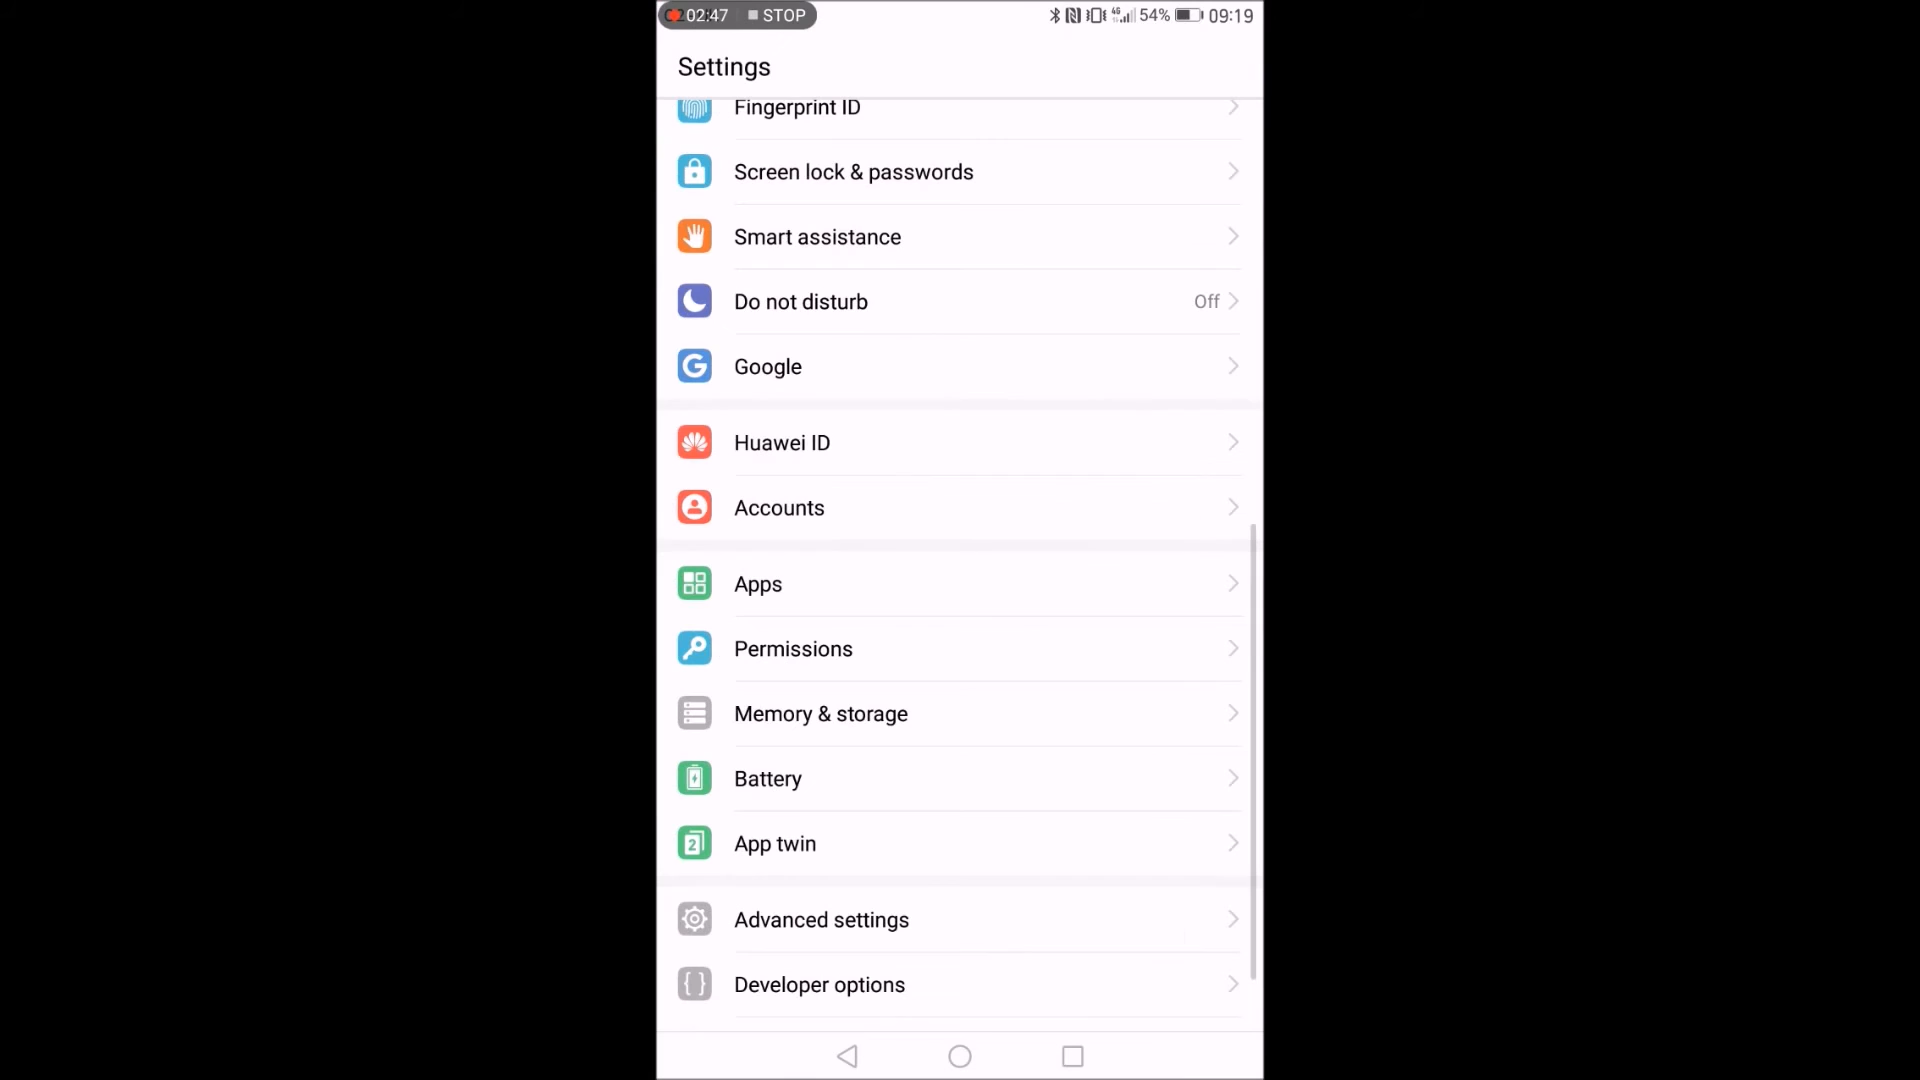 02:47 STOP 4G 54% 09:19
Settings
Fingerprint ID
Screen lock & passwords
Smart assistance
Do not disturb Off
Google
Huawei ID
Accounts
Apps
Permissions
Memory & storage
Battery
App twin
Advanced settings
Developer options